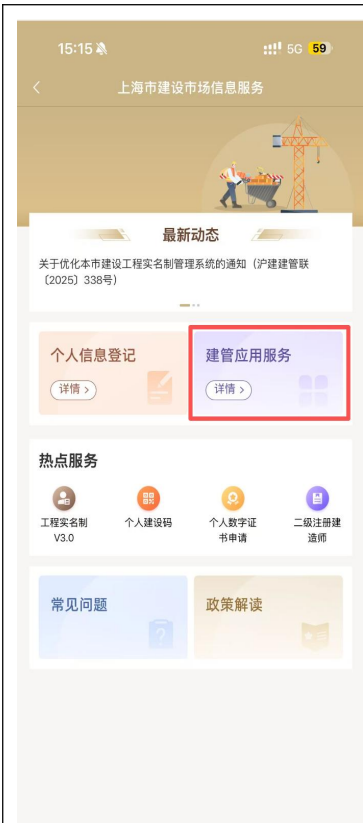 15:15
5G 59
上海市建设市场信息服务
最新动态
关于优化本市建设工程实名制管理系统的通知（沪建建管联
〔2025〕338号）
个人信息登记
建管应用服务
详情 >
详情 >
热点服务
工程实名制
V3.0
个人建设码
个人数字证
书申请
二级注册建
造师
常见问题
政策解读